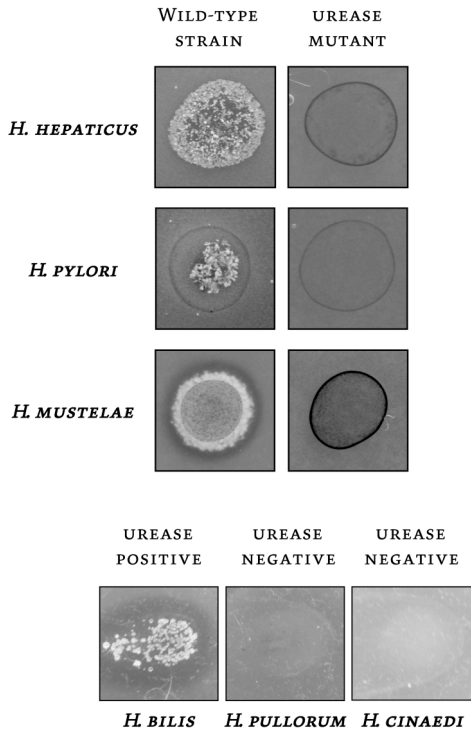 WILD-TYPE STRAIN
UREASE MUTANT
H. HEPATICUS
H. PYLORI
H. MUSTELAE
UREASE POSITIVE
UREASE NEGATIVE
UREASE NEGATIVE
H. BILIS
H. PULLORUM
H. CINAEDI